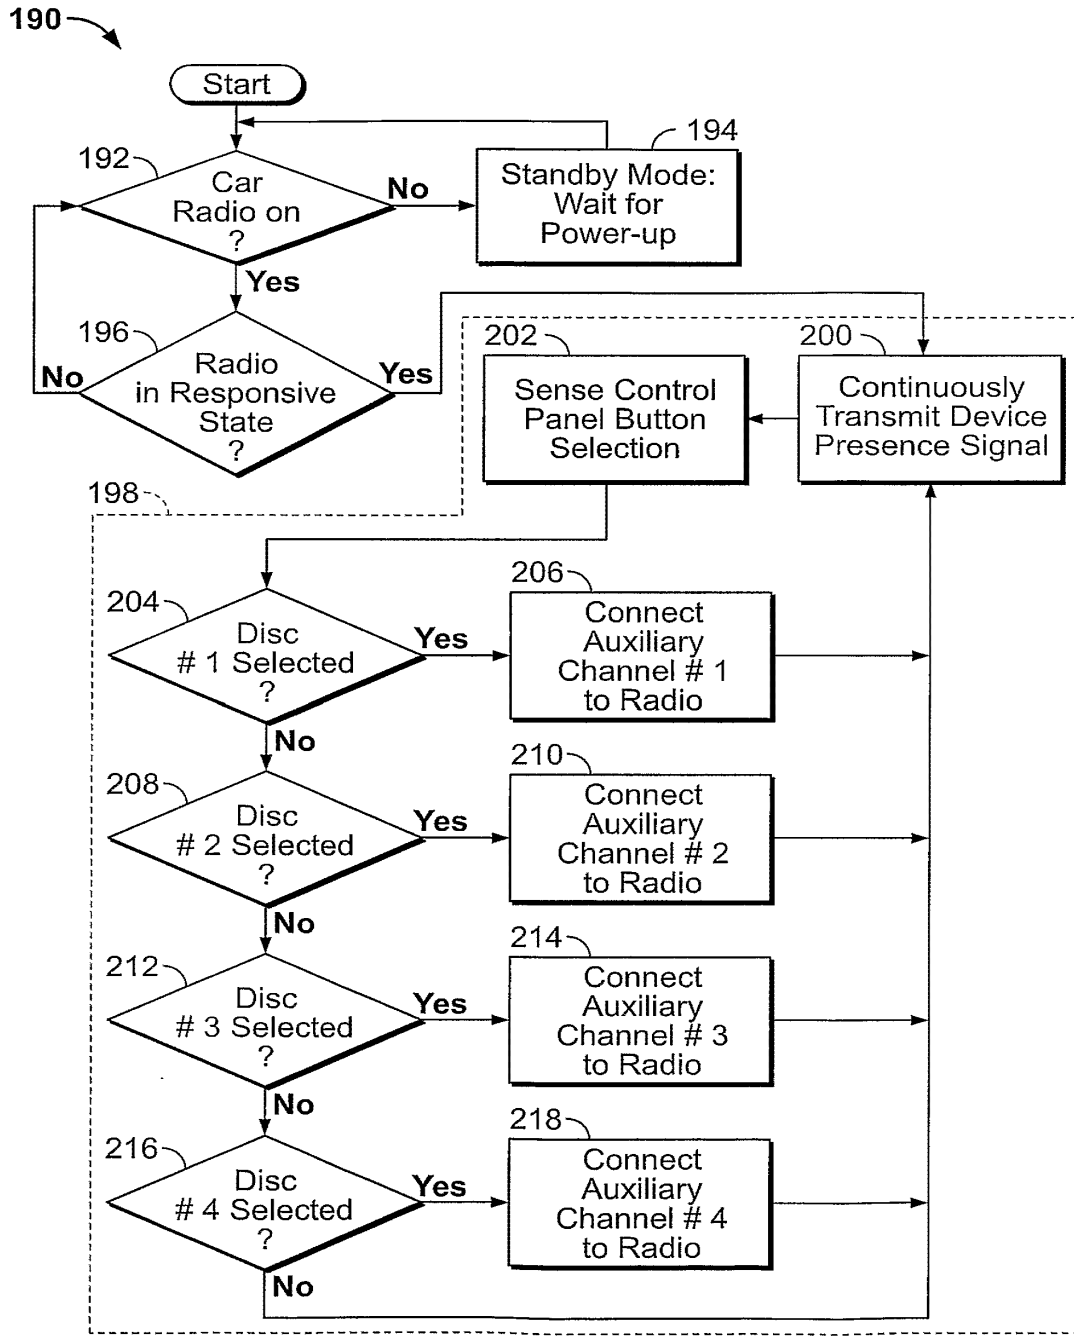 190
Start
192
Car
Radio on
?
No
194
Standby Mode:
Wait for
Power-up
Yes
196
Radio
in Responsive
State
?
No
Yes
202
Sense Control
Panel Button
Selection
200
Continuously
Transmit Device
Presence Signal
198
204
Disc
# 1 Selected
?
Yes
206
Connect
Auxiliary
Channel # 1
to Radio
No
208
Disc
# 2 Selected
?
Yes
210
Connect
Auxiliary
Channel # 2
to Radio
No
212
Disc
# 3 Selected
?
Yes
214
Connect
Auxiliary
Channel # 3
to Radio
No
216
Disc
# 4 Selected
?
Yes
218
Connect
Auxiliary
Channel # 4
to Radio
No